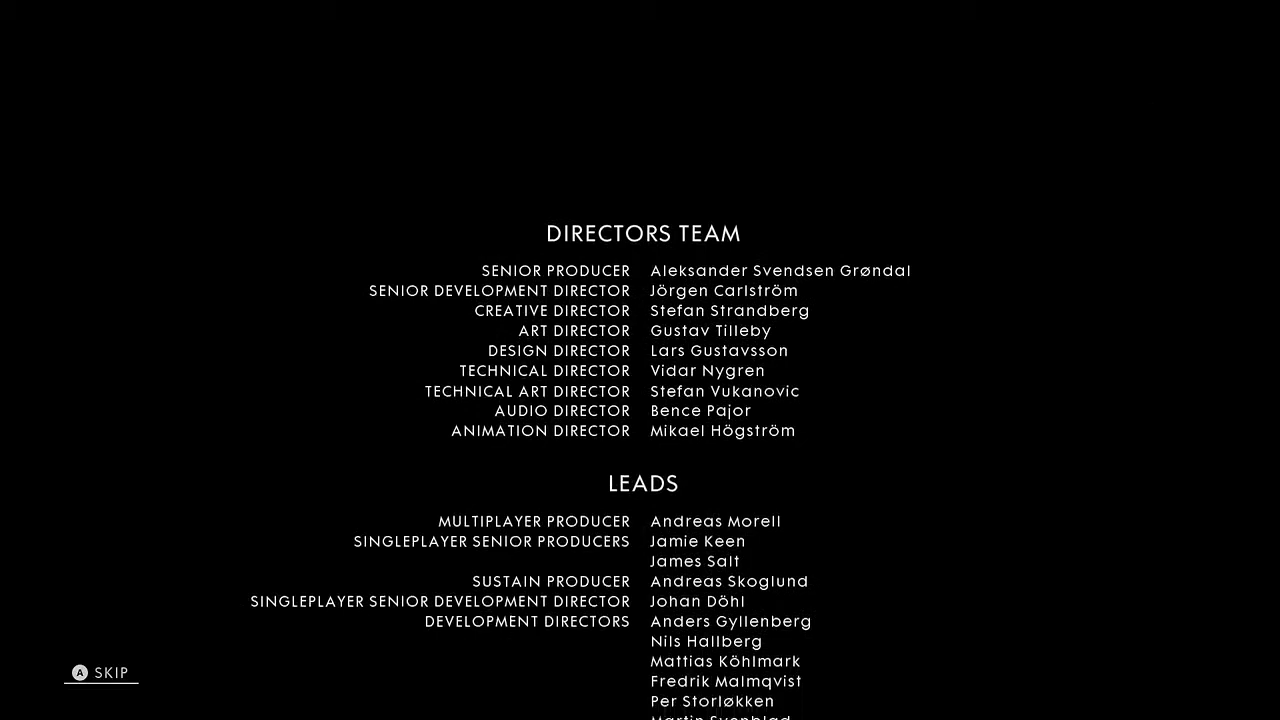 DIRECTORS TEAM
SENIOR PRODUCER Aleksander Svendsen Grøndal
SENIOR DEVELOPMENT DIRECTOR Jörgen Carlström
CREATIVE DIRECTOR Stefan Strandberg
ART DIRECTOR Gustav Tilleby
DESIGN DIRECTOR Lars Gustavsson
TECHNICAL DIRECTOR Vidar Nygren
TECHNICAL ART DIRECTOR Stefan Vukanovic
AUDIO DIRECTOR Bence Pajor
ANIMATION DIRECTOR Mikael Högström
LEADS
MULTIPLAYER PRODUCER Andreas Morell
SINGLEPLAYER SENIOR PRODUCERS Jamie Keen
James Salt
SUSTAIN PRODUCER Andreas Skoglund
SINGLEPLAYER SENIOR DEVELOPMENT DIRECTOR Johan Döhl
DEVELOPMENT DIRECTORS Anders Gyllenberg
Nils Hallberg
Mattias Köhlmark
Fredrik Malmqvist
Per Storløkken
A SKIP